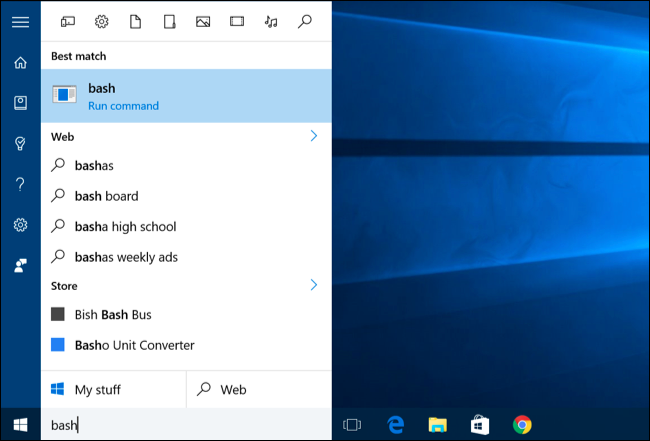 Best match
bash
Run command
Web
bashas
bash board
basha high school
bashas weekly ads
Store
Bish Bash Bus
Basho Unit Converter
My stuff
Web
bash